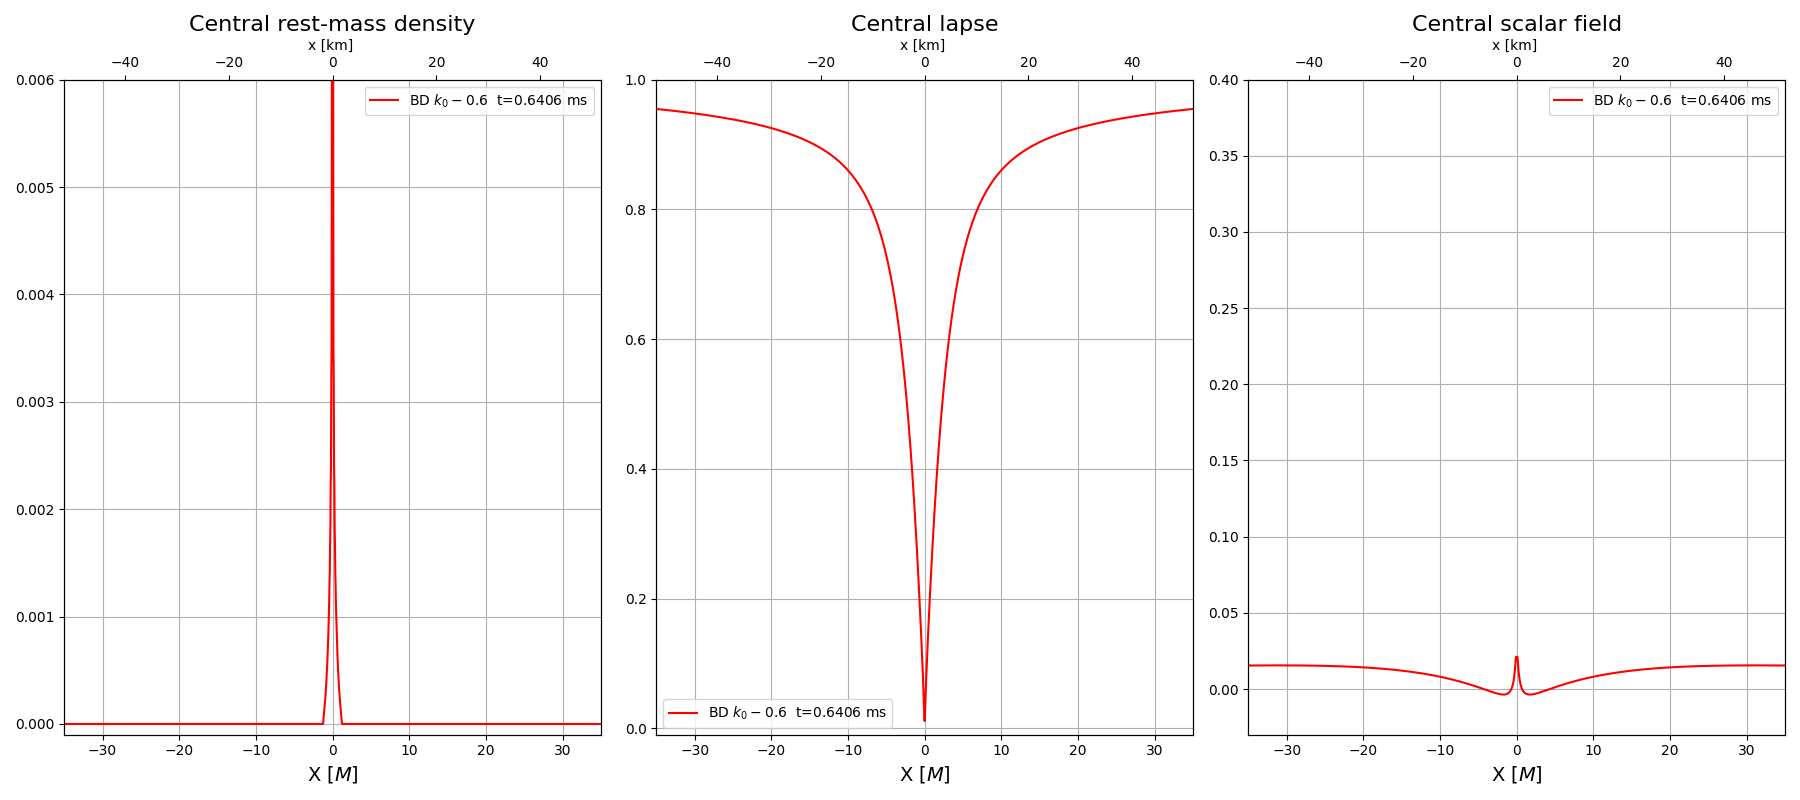 Central rest-mass density
x [km]
−40 −20 0 20 40
0.006
0.005
0.004
0.003
0.002
0.001
0.000
BD k₀ − 0.6 t=0.6406 ms
−30 −20 −10 0 10 20 30
X [M]
Central lapse
x [km]
−40 −20 0 20 40
1.0
0.8
0.6
0.4
0.2
0.0
BD k₀ − 0.6 t=0.6406 ms
−30 −20 −10 0 10 20 30
X [M]
Central scalar field
x [km]
−40 −20 0 20 40
0.40
0.35
0.30
0.25
0.20
0.15
0.10
0.05
0.00
BD k₀ − 0.6 t=0.6406 ms
−30 −20 −10 0 10 20 30
X [M]